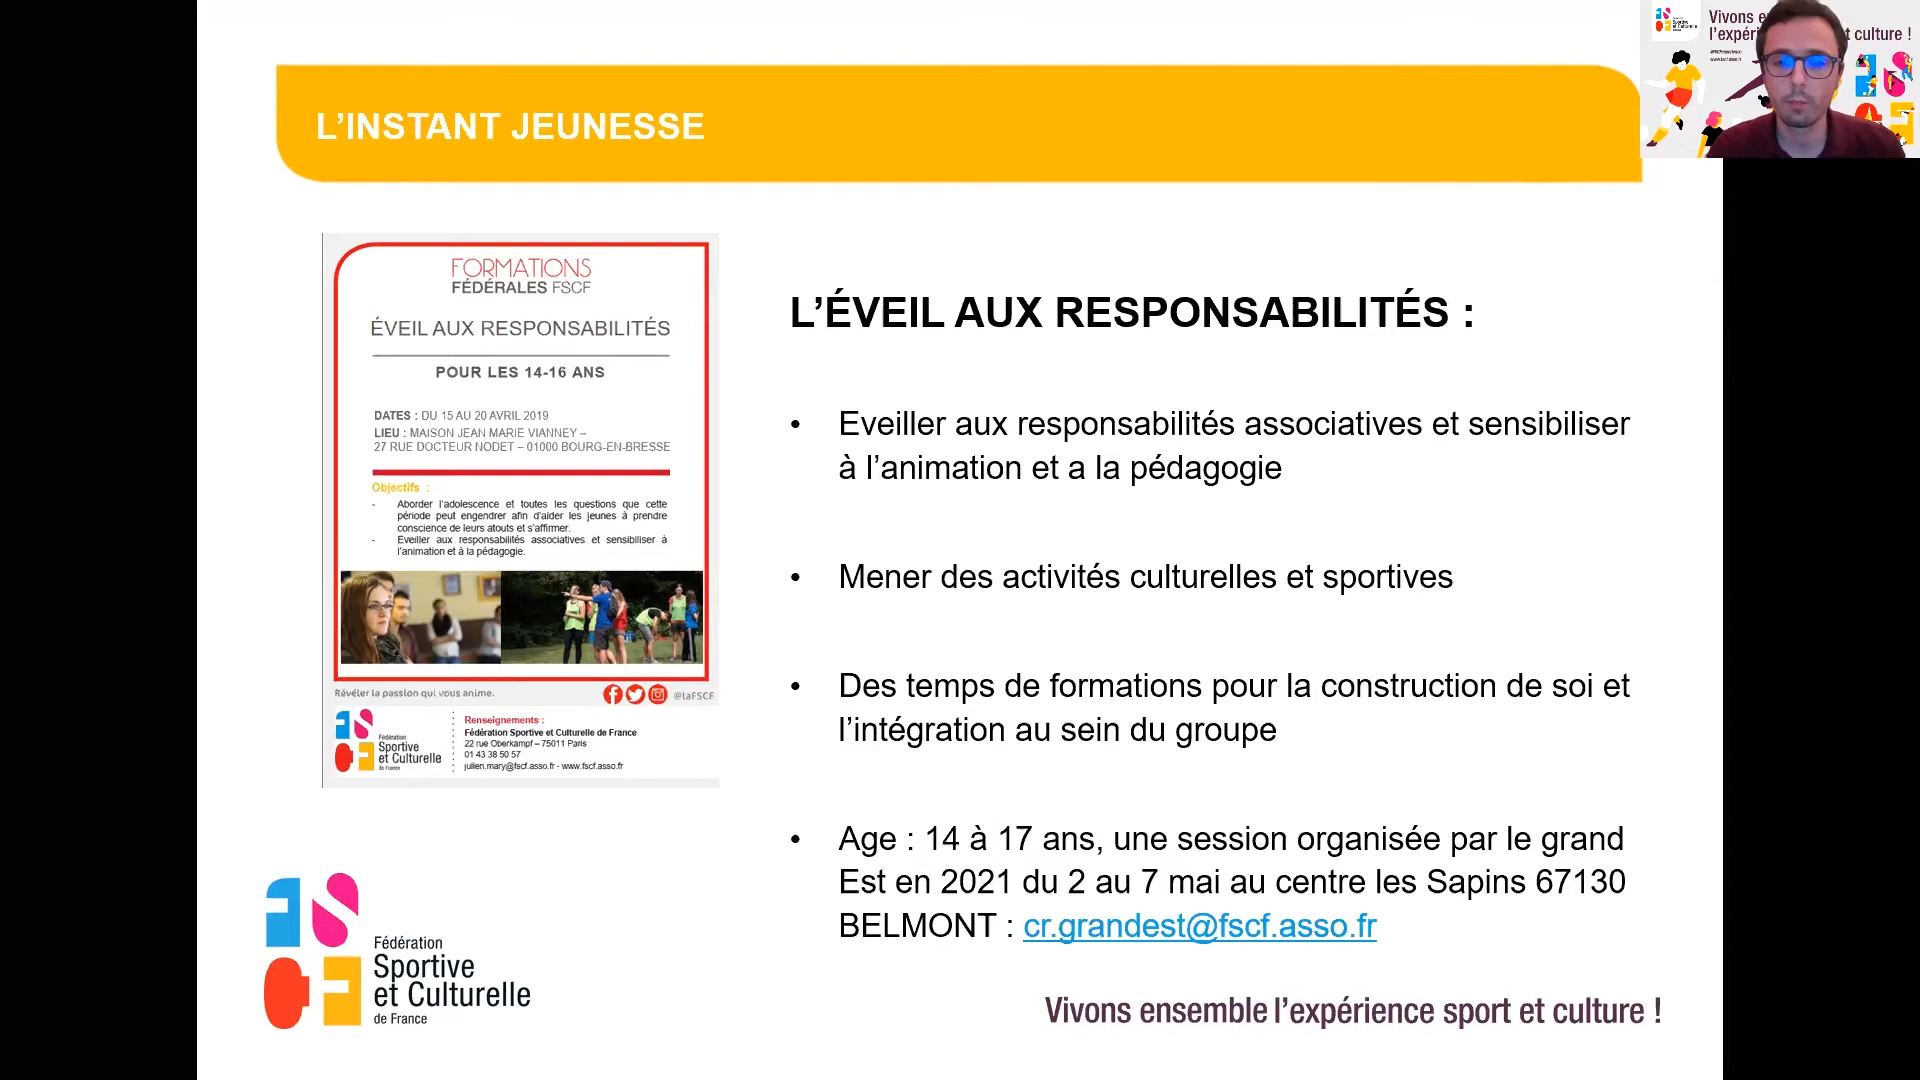 L’INSTANT JEUNESSE
FORMATIONS
FÉDÉRALES FSCF
ÉVEIL AUX RESPONSABILITÉS
POUR LES 14-16 ANS
DATES : DU 15 AU 20 AVRIL 2019
LIEU : MAISON JEAN MARIE VIANNEY –
27 RUE DOCTEUR NODET – 01000 BOURG-EN-BRESSE
Objectifs :
- Aborder l’adolescence et toutes les questions que cette
période peut engendrer afin d’aider les jeunes à prendre
conscience de leurs atouts et s’affirmer.
- Eveiller aux responsabilités associatives et sensibiliser à
l’animation et à la pédagogie.
Révéler la passion qui vous anime.
@laFSCF
Fédération
Sportive
et Culturelle
de France
Renseignements :
Fédération Sportive et Culturelle de France
22 rue Oberkampf – 75011 Paris
01 43 38 50 57
julien.mary@fscf.asso.fr - www.fscf.asso.fr
L’ÉVEIL AUX RESPONSABILITÉS :
• Eveiller aux responsabilités associatives et sensibiliser
à l’animation et a la pédagogie
• Mener des activités culturelles et sportives
• Des temps de formations pour la construction de soi et
l’intégration au sein du groupe
• Age : 14 à 17 ans, une session organisée par le grand
Est en 2021 du 2 au 7 mai au centre les Sapins 67130
BELMONT : cr.grandest@fscf.asso.fr
FSCF
Fédération
Sportive
et Culturelle
de France
Vivons ensemble l’expérience sport et culture !
Vivons
culture !